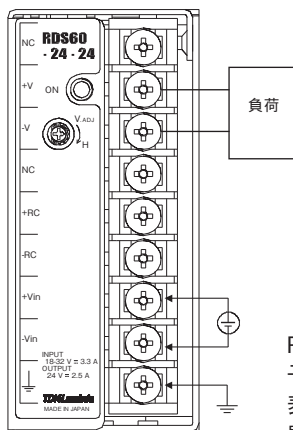 NC
RDS60
-24-24
+V
ON
V.ADJ
-V
H
NC
+RC
-RC
+Vin
-Vin
INPUT
18-32 V = 3.3 A
OUTPUT
24 V = 2.5 A
TDK-Lambda
MADE IN JAPAN
負荷